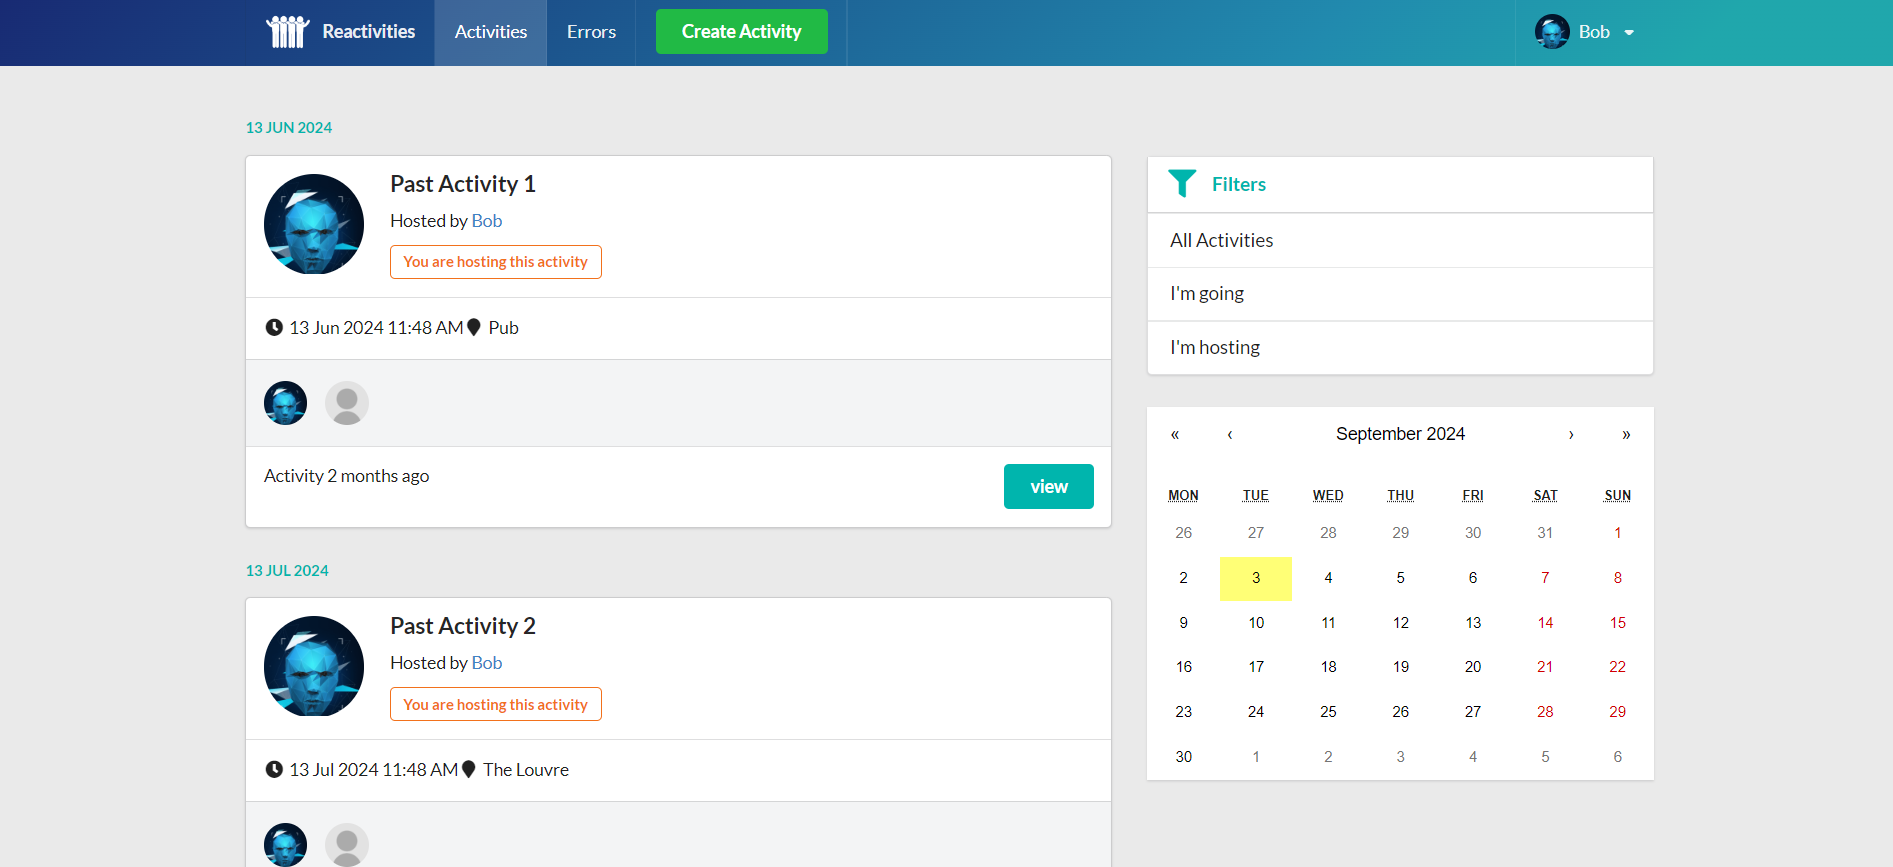 Reactivities Activities Errors Create Activity Bob
13 JUN 2024
Past Activity 1
Hosted by Bob
You are hosting this activity
13 Jun 2024 11:48 AM Pub
Activity 2 months ago
view
13 JUL 2024
Past Activity 2
Hosted by Bob
You are hosting this activity
13 Jul 2024 11:48 AM The Louvre
Filters
All Activities
I'm going
I'm hosting
« ‹ September 2024 › »
MON TUE WED THU FRI SAT SUN
26 27 28 29 30 31 1
2 3 4 5 6 7 8
9 10 11 12 13 14 15
16 17 18 19 20 21 22
23 24 25 26 27 28 29
30 1 2 3 4 5 6